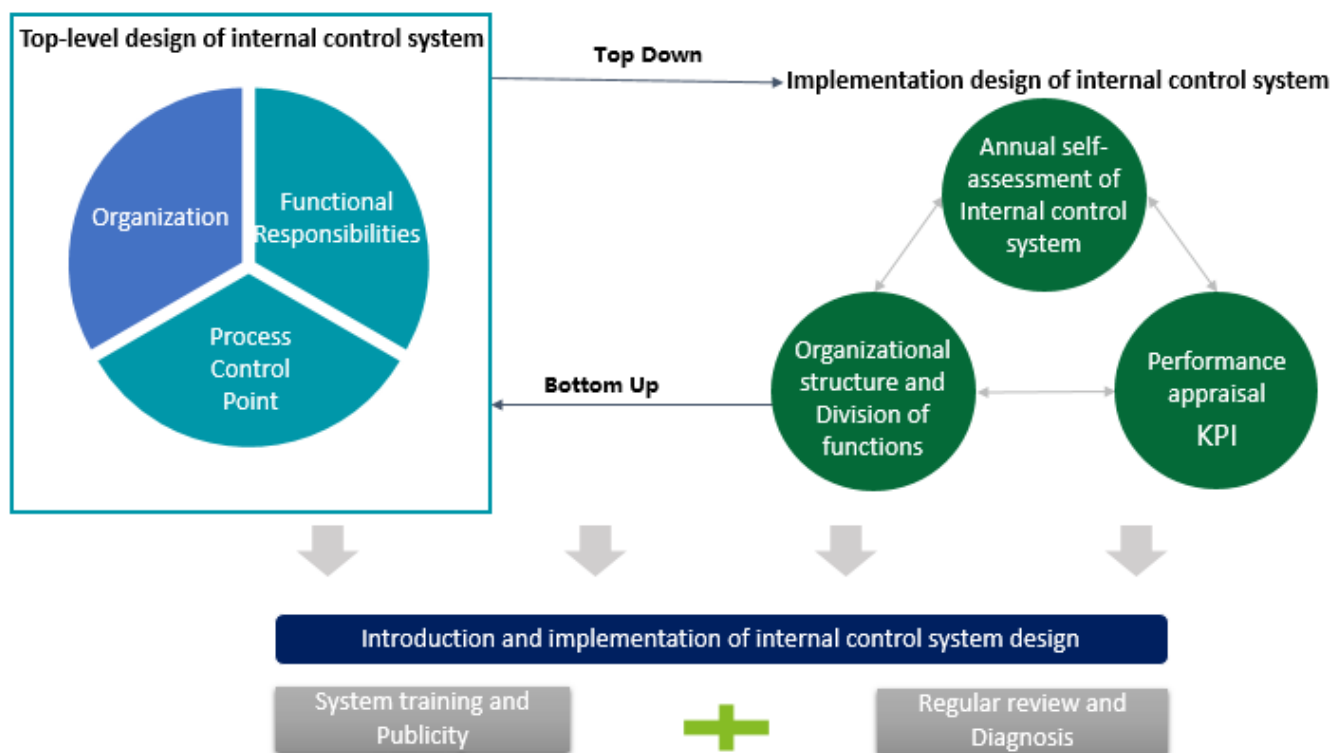 Top-level design of internal control system
Top Down
Implementation design of internal control system
Organization
Functional
Responsibilities
Process
Control
Point
Annual self-
assessment of
Internal control
system
Bottom Up
Organizational
structure and
Division of
functions
Performance
appraisal
KPI
Introduction and implementation of internal control system design
System training and
Publicity
Regular review and
Diagnosis